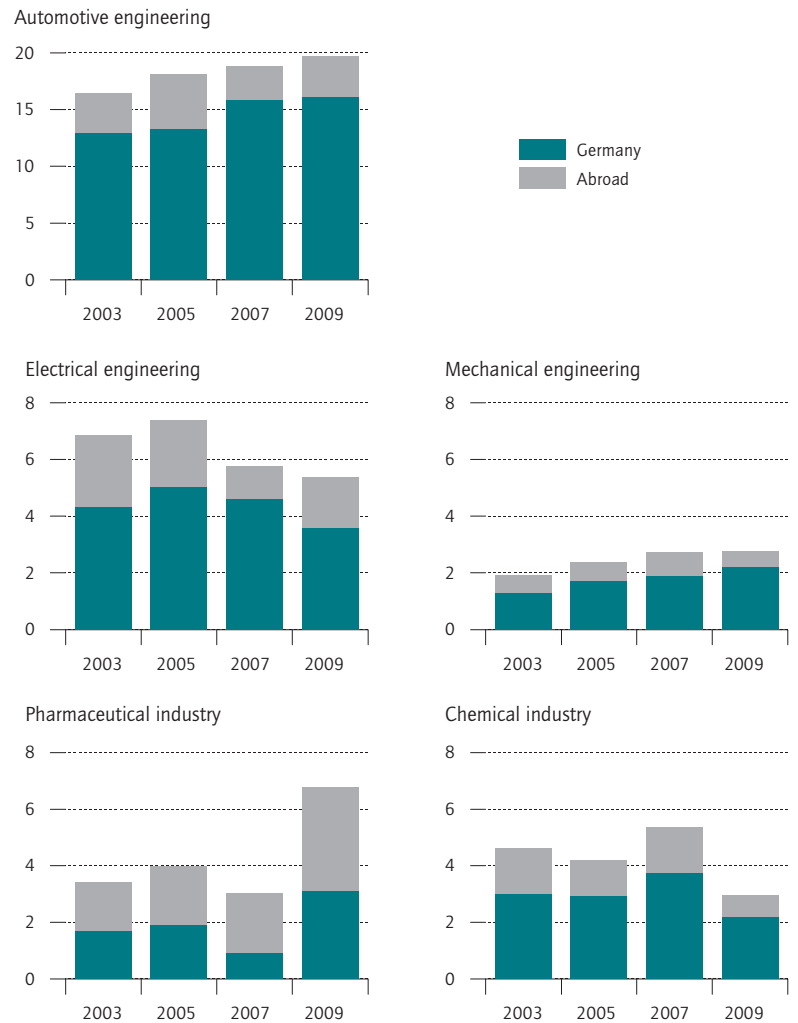 Automotive engineering
20
15
10
5
0
2003 2005 2007 2009
Germany
Abroad
Electrical engineering
8
6
4
2
0
2003 2005 2007 2009
Mechanical engineering
8
6
4
2
0
2003 2005 2007 2009
Pharmaceutical industry
8
6
4
2
0
2003 2005 2007 2009
Chemical industry
8
6
4
2
0
2003 2005 2007 2009